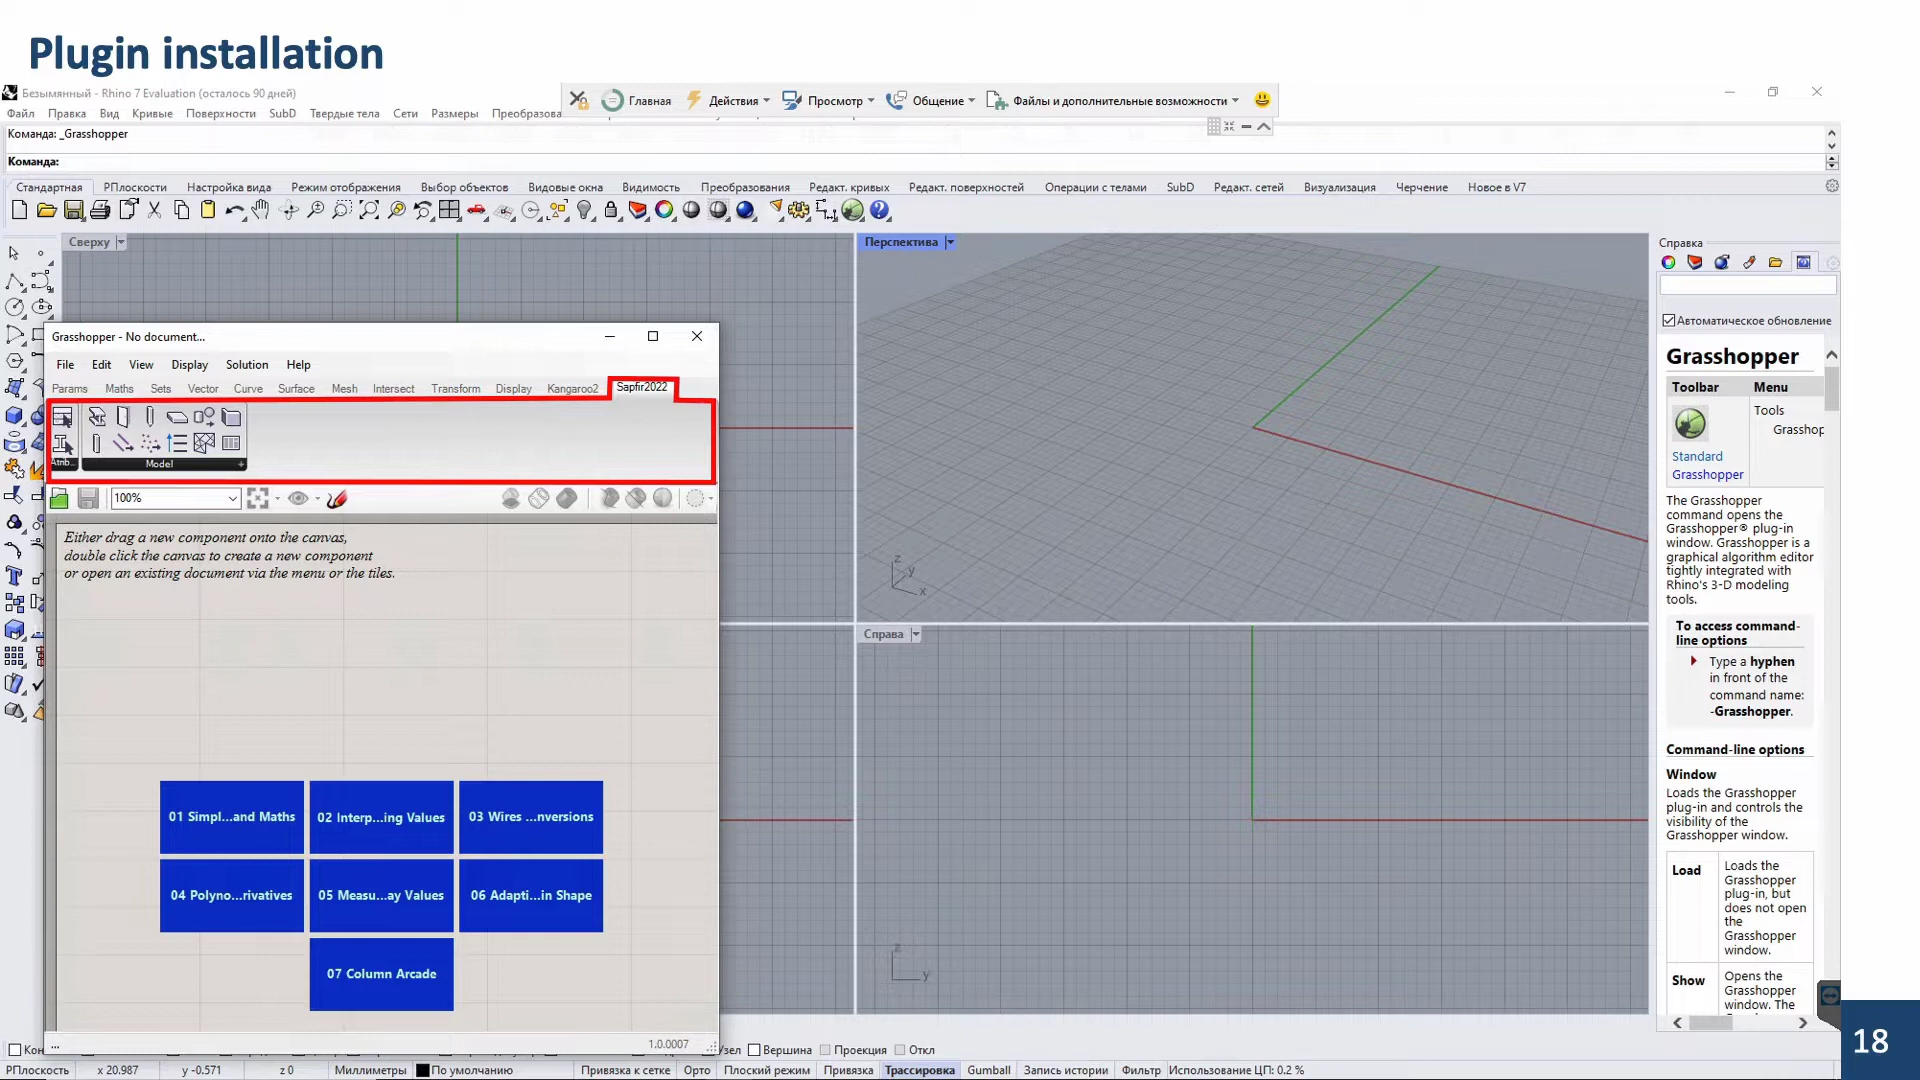 Plugin installation
Безымянный - Rhino 7 Evaluation (осталось 90 дней)
Главная Действия Просмотр Общение Файлы и дополнительные возможности
Файл Правка Вид Кривые Поверхности SubD Твердые тела Сети Размеры Преобразова
Команда: _Grasshopper
Команда:
Стандартная РПлоскости Настройка вида Режим отображения Выбор объектов Видовые окна Видимость Преобразования Редакт. кривых Редакт. поверхностей Операции с телами SubD Редакт. сетей Визуализация Черчение Новое в V7
Сверху
Перспектива
Справка
Автоматическое обновление
Grasshopper
Toolbar Menu
Tools
Grasshop
Standard
Grasshopper
The Grasshopper
command opens the
Grasshopper® plug-in
window. Grasshopper is a
graphical algorithm editor
tightly integrated with
Rhino's 3-D modeling
tools.
To access command-
line options
Type a hyphen
in front of the
command name:
-Grasshopper.
Command-line options
Window
Loads the Grasshopper
plug-in and controls the
visibility of the
Grasshopper window.
Load
Loads the
Grasshopper
plug-in, but
does not open
the
Grasshopper
window.
Show
Opens the
Grasshopper
window. The
Grasshopper - No document...
File Edit View Display Solution Help
Params Maths Sets Vector Curve Surface Mesh Intersect Transform Display Kangaroo2 Sapfir2022
Atrib... Model
100%
Either drag a new component onto the canvas,
double click the canvas to create a new component
or open an existing document via the menu or the tiles.
01 Simpl...and Maths 02 Interp...ing Values 03 Wires ...nversions
04 Polyno...rivatives 05 Measu...ay Values 06 Adapti...in Shape
07 Column Arcade
... 1.0.0007
z y x
Справа
z y
Кон Узел Вершина Проекция Откл
РПлоскость x 20.987 y -0.571 z 0 Миллиметры По умолчанию Привязка к сетке Орто Плоский режим Привязка Трассировка Gumball Запись истории Фильтр Использование ЦП: 0.2 %
18